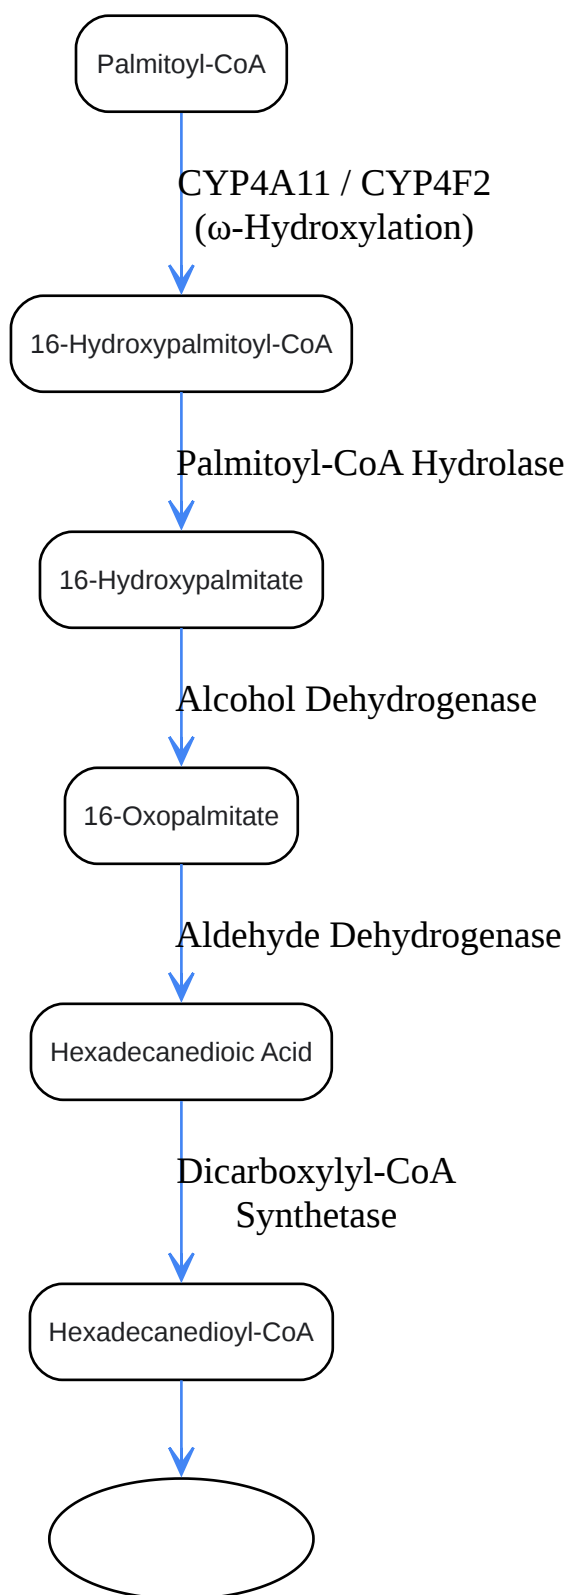 Palmitoyl-CoA
CYP4A11 / CYP4F2
(ω-Hydroxylation)
16-Hydroxypalmitoyl-CoA
Palmitoyl-CoA Hydrolase
16-Hydroxypalmitate
Alcohol Dehydrogenase
16-Oxopalmitate
Aldehyde Dehydrogenase
Hexadecanedioic Acid
Dicarboxylyl-CoA
Synthetase
Hexadecanedioyl-CoA